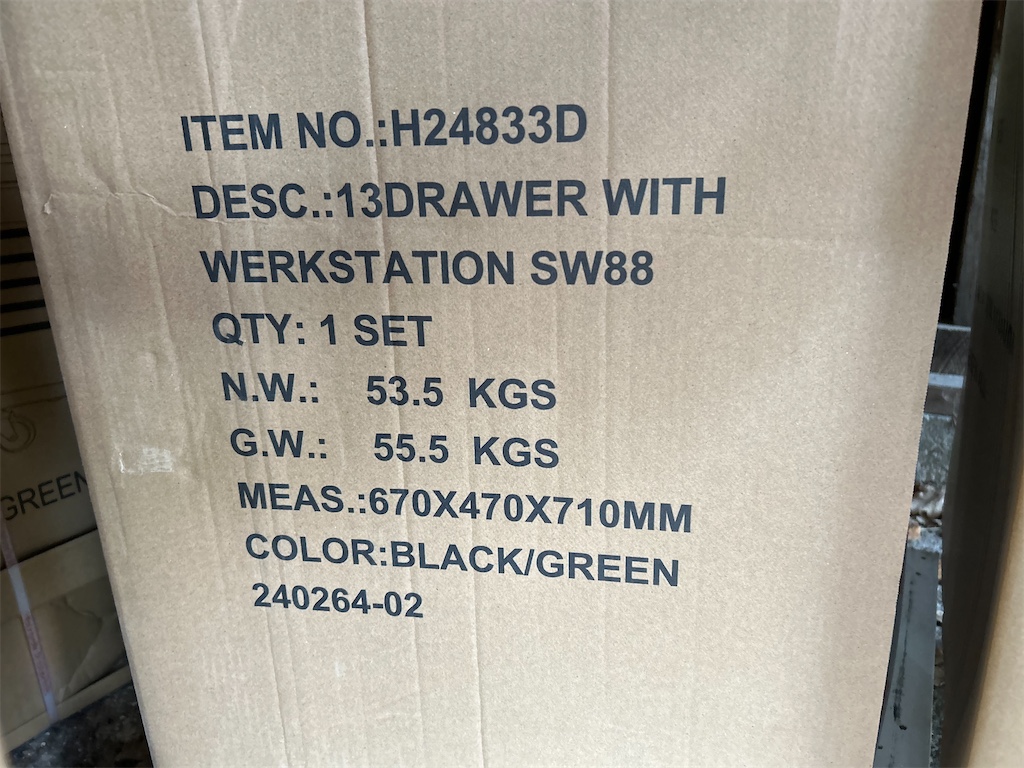 ITEM NO.:H24833D
DESC.:13DRAWER WITH
WERKSTATION SW88
QTY: 1 SET
N.W.: 53.5 KGS
G.W.: 55.5 KGS
MEAS.:670X470X710MM
COLOR:BLACK/GREEN
240264-02
GREEN